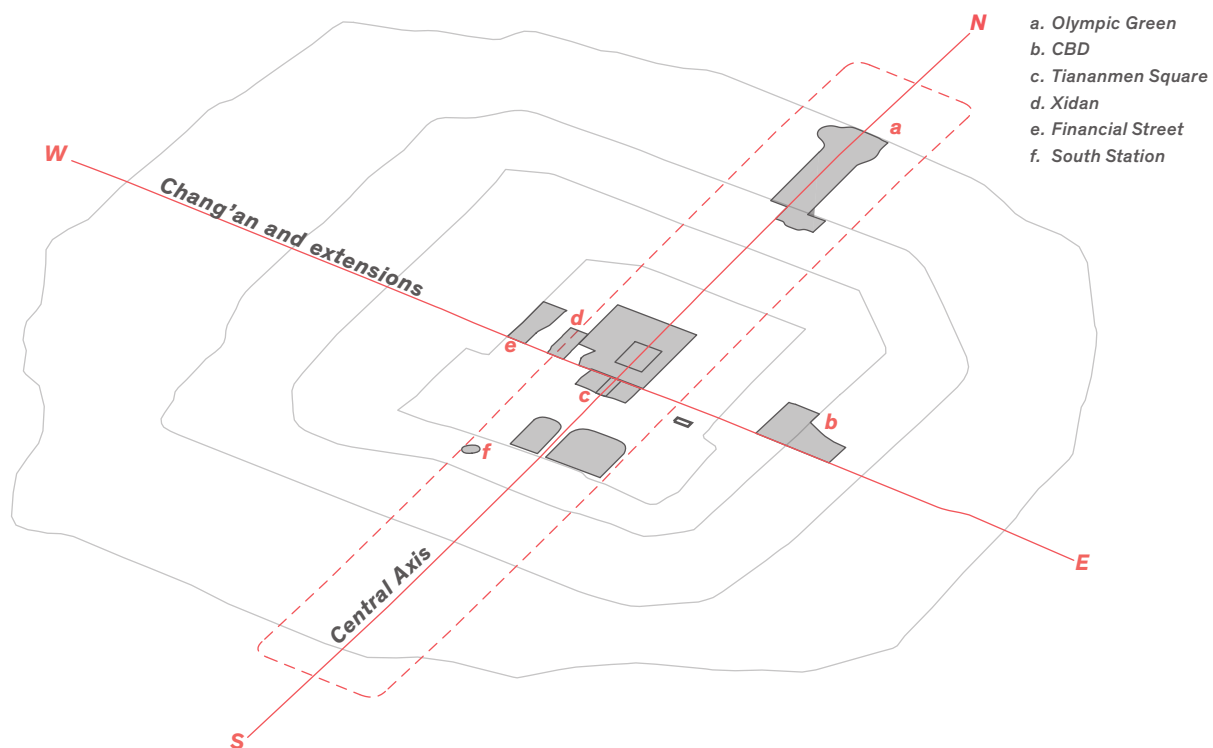 N
a. Olympic Green
b. CBD
c. Tiananmen Square
d. Xidan
e. Financial Street
f. South Station
a
W
Chang’an and extensions
d
e
c
b
f
Central Axis
E
S